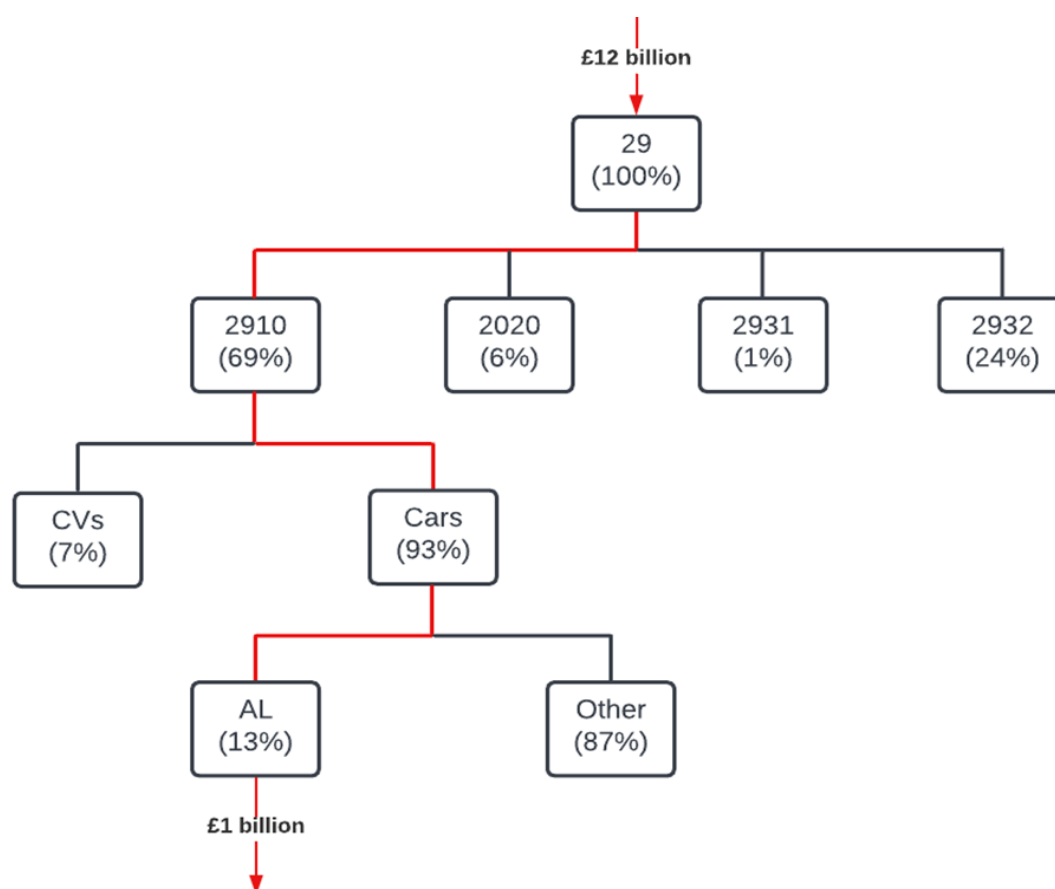 £12 billion
29
(100%)
2910
(69%)
2020
(6%)
2931
(1%)
2932
(24%)
CVs
(7%)
Cars
(93%)
AL
(13%)
Other
(87%)
£1 billion